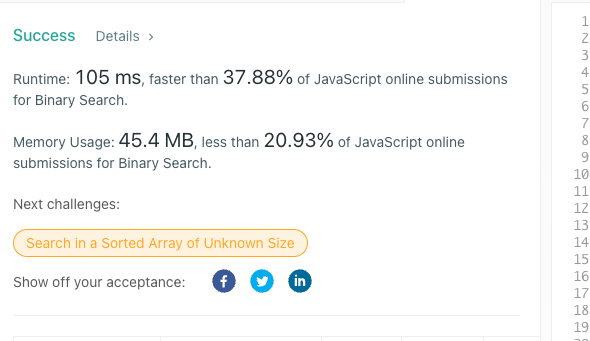 Success Details >
Runtime: 105 ms, faster than 37.88% of JavaScript online submissions
for Binary Search.
Memory Usage: 45.4 MB, less than 20.93% of JavaScript online
submissions for Binary Search.
Next challenges:
Search in a Sorted Array of Unknown Size
Show off your acceptance:
1
2
3
4
5
6
7
8
9
10
11
12
13
14
15
16
17
18
19